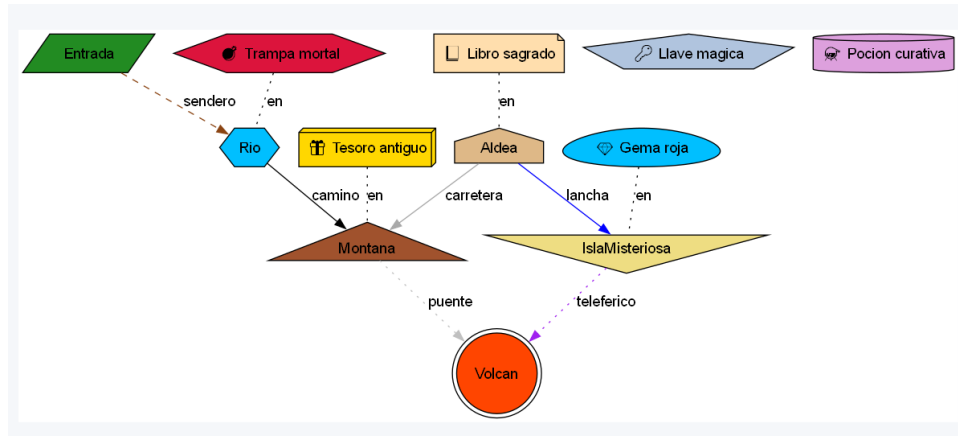 Entrada
Trampa mortal
Libro sagrado
Llave magica
Pocion curativa
sendero
en
en
Rio
Tesoro antiguo
Aldea
Gema roja
camino
en
carretera
lancha
en
Montana
IslaMisteriosa
puente
teleferico
Volcan